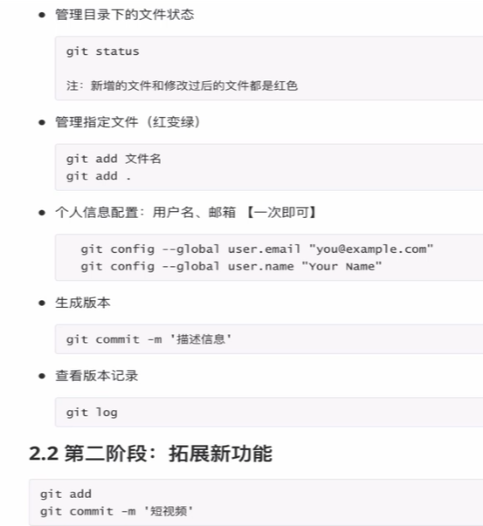 管理目录下的文件状态
git status
注：新增的文件和修改过后的文件都是红色
管理指定文件（红变绿）
git add 文件名
git add .
个人信息配置：用户名、邮箱 【一次即可】
git config --global user.email "you@example.com"
git config --global user.name "Your Name"
生成版本
git commit -m '描述信息'
查看版本记录
git log
2.2 第二阶段：拓展新功能
git add
git commit -m '短视频'